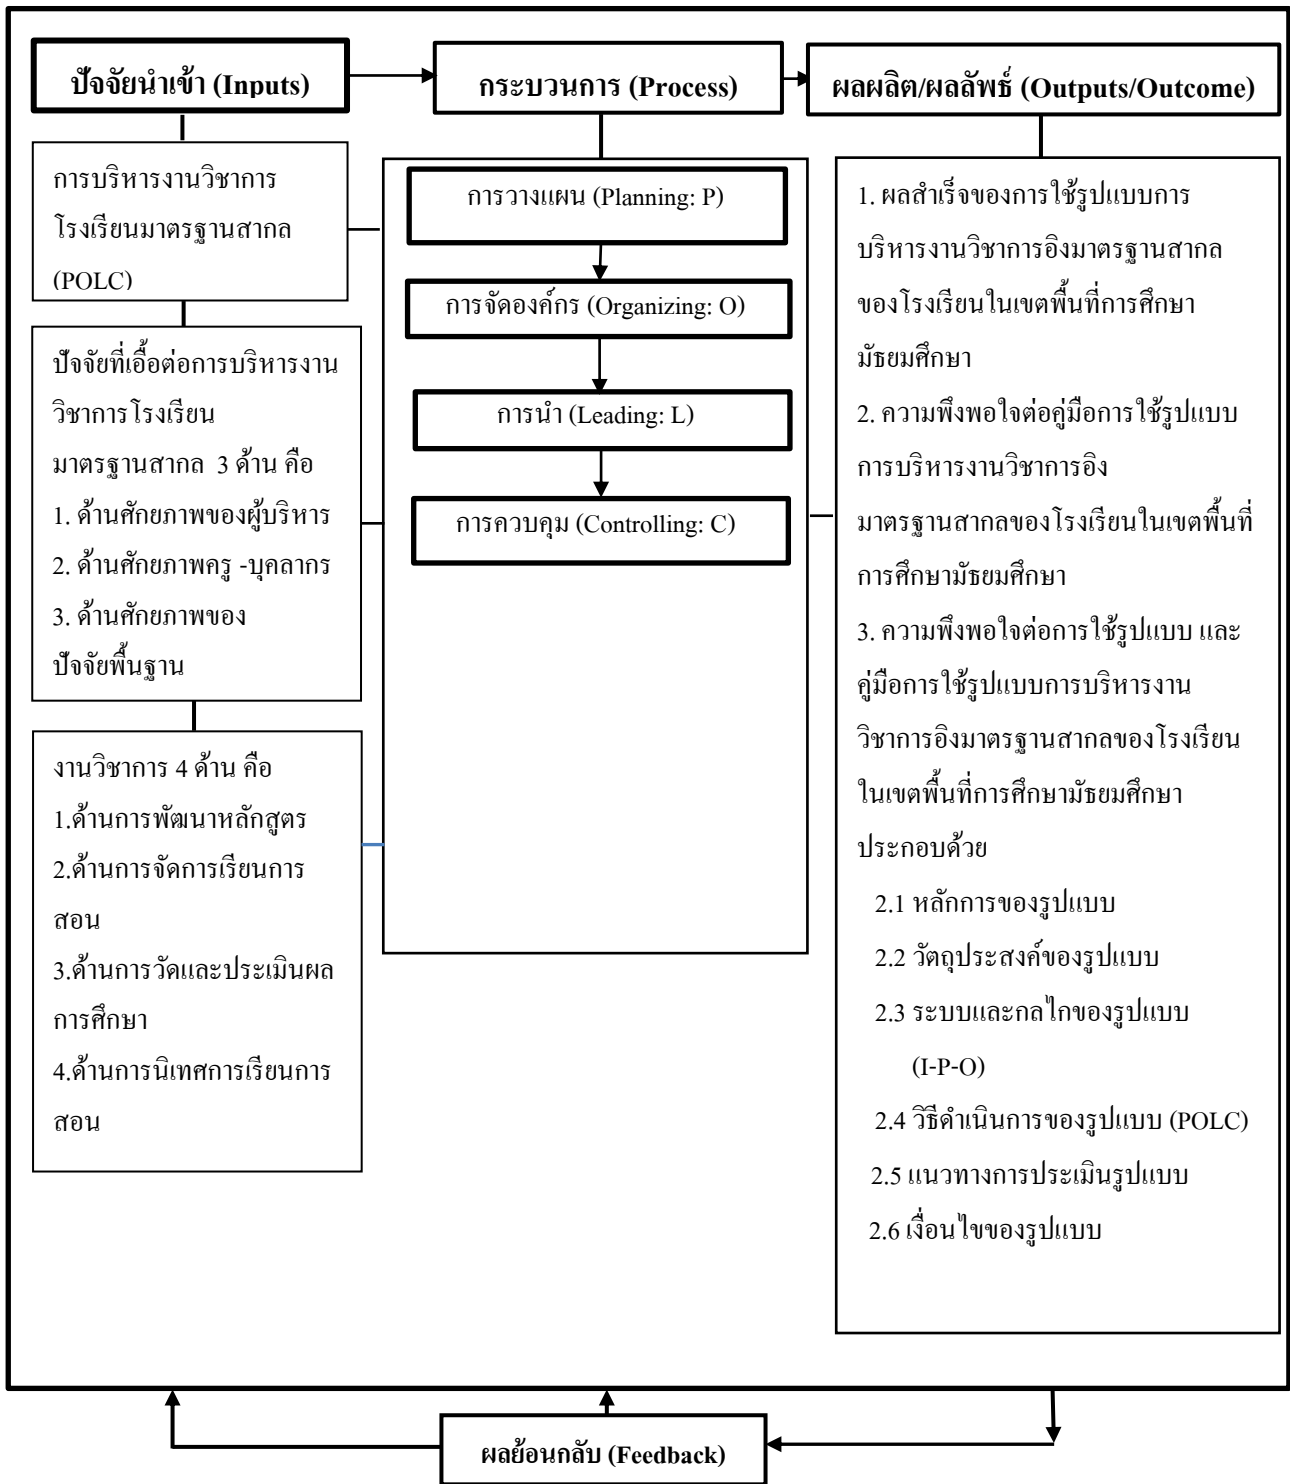 ปัจจัยนำเข้า (Inputs)
กระบวนการ (Process)
ผลผลิต/ผลลัพธ์ (Outputs/Outcome)
การบริหารงานวิชาการ
โรงเรียนมาตรฐานสากล
(POLC)
ปัจจัยที่เอื้อต่อการบริหารงาน
วิชาการโรงเรียน
มาตรฐานสากล 3 ด้าน คือ
1. ด้านศักยภาพของผู้บริหาร
2. ด้านศักยภาพครู -บุคลากร
3. ด้านศักยภาพของ
ปัจจัยพื้นฐาน
งานวิชาการ 4 ด้าน คือ
1.ด้านการพัฒนาหลักสูตร
2.ด้านการจัดการเรียนการ
สอน
3.ด้านการวัดและประเมินผล
การศึกษา
4.ด้านการนิเทศการเรียนการ
สอน
การวางแผน (Planning: P)
การจัดองค์กร (Organizing: O)
การนำ (Leading: L)
การควบคุม (Controlling: C)
1. ผลสำเร็จของการใช้รูปแบบการ
บริหารงานวิชาการอิงมาตรฐานสากล
ของโรงเรียนในเขตพื้นที่การศึกษา
มัธยมศึกษา
2. ความพึงพอใจต่อคู่มือการใช้รูปแบบ
การบริหารงานวิชาการอิง
มาตรฐานสากลของโรงเรียนในเขตพื้นที่
การศึกษามัธยมศึกษา
3. ความพึงพอใจต่อการใช้รูปแบบ และ
คู่มือการใช้รูปแบบการบริหารงาน
วิชาการอิงมาตรฐานสากลของโรงเรียน
ในเขตพื้นที่การศึกษามัธยมศึกษา
ประกอบด้วย
2.1 หลักการของรูปแบบ
2.2 วัตถุประสงค์ของรูปแบบ
2.3 ระบบและกลไกของรูปแบบ
(I-P-O)
2.4 วิธีดำเนินการของรูปแบบ (POLC)
2.5 แนวทางการประเมินรูปแบบ
2.6 เงื่อนไขของรูปแบบ
ผลย้อนกลับ (Feedback)